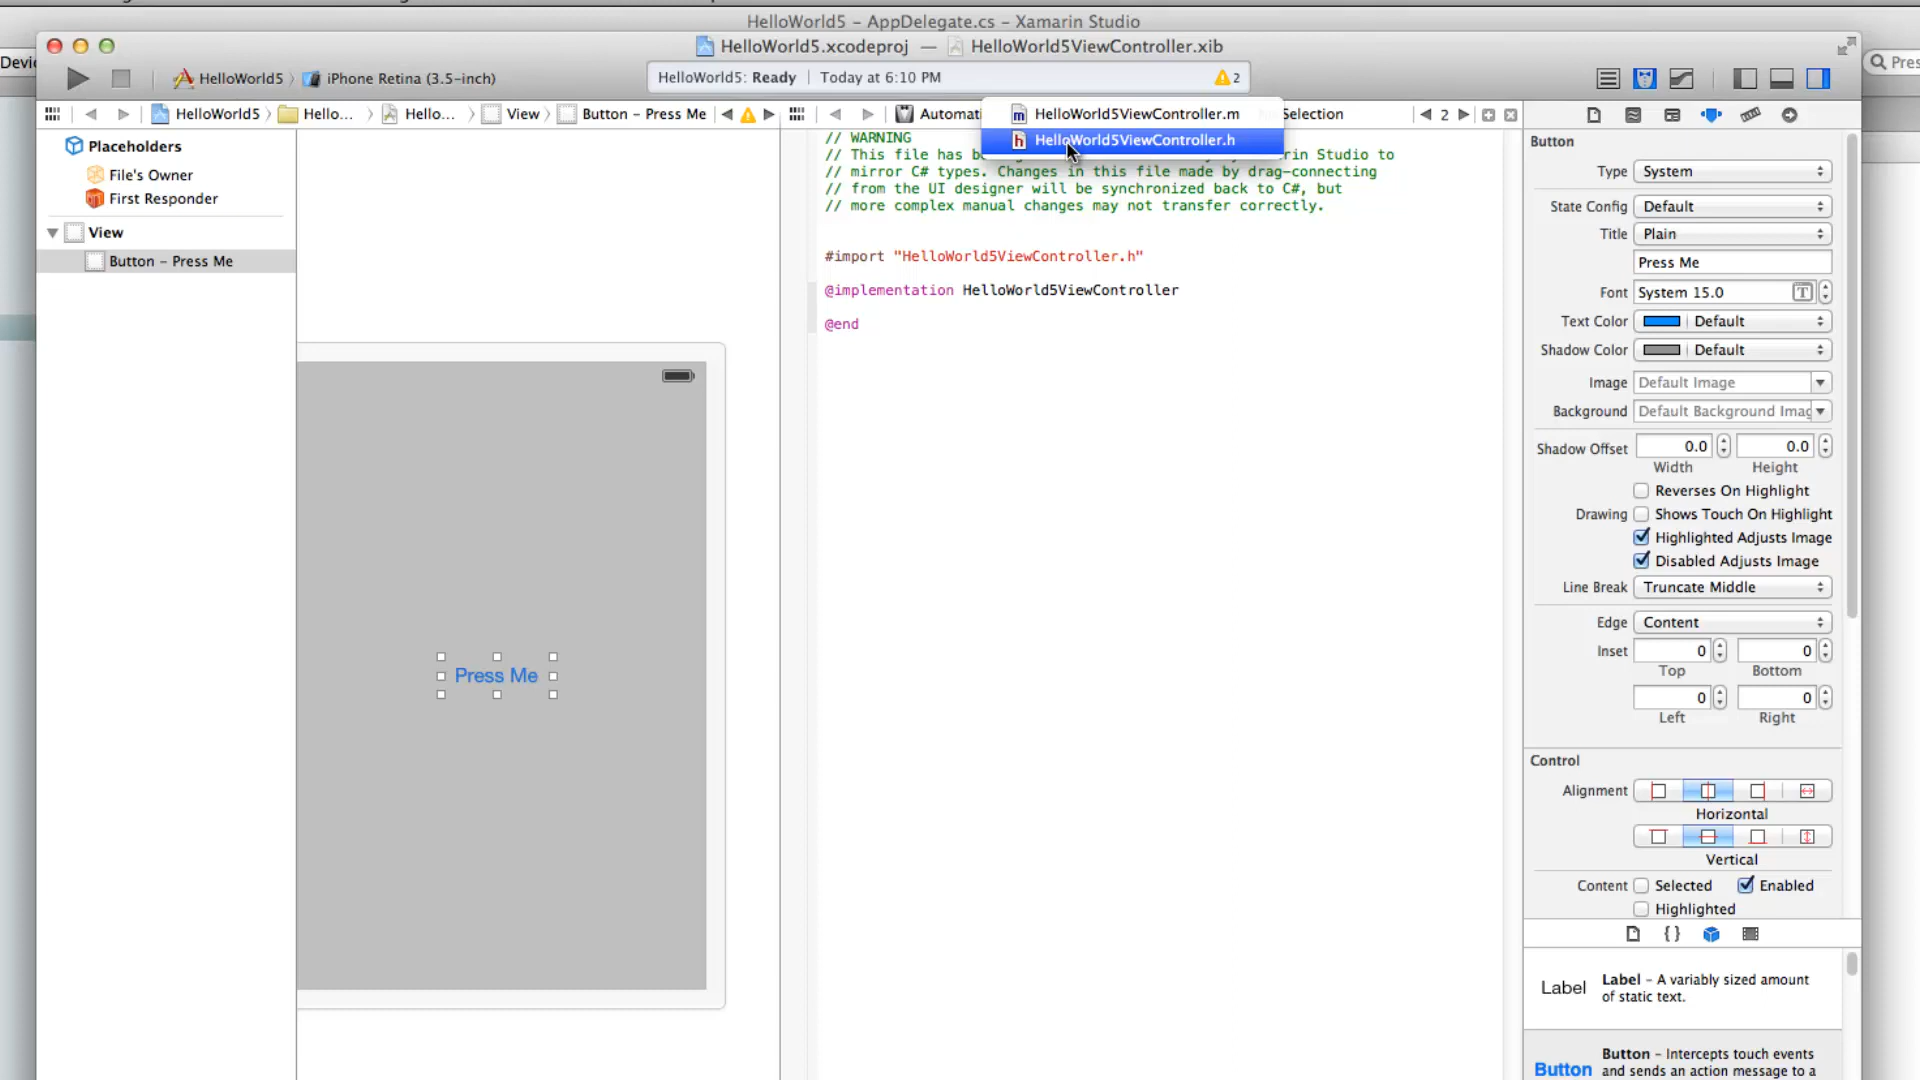 HelloWorld5 – AppDelegate.cs – Xamarin Studio
Devi
HelloWorld5.xcodeproj — HelloWorld5ViewController.xib
Pres
HelloWorld5 iPhone Retina (3.5-inch)
HelloWorld5: Ready | Today at 6:10 PM 2
HelloWorld5 Hello... Hello... View Button – Press Me
Automati HelloWorld5ViewController.m Selection 2
HelloWorld5ViewController.h
Placeholders
File's Owner
First Responder
View
Button – Press Me
// WARNING
// This file has be rin Studio to
// mirror C# types. Changes in this file made by drag-connecting
// from the UI designer will be synchronized back to C#, but
// more complex manual changes may not transfer correctly.
#import "HelloWorld5ViewController.h"
@implementation HelloWorld5ViewController
@end
Press Me
Button
Type System
State Config Default
Title Plain
Press Me
Font System 15.0 T
Text Color Default
Shadow Color Default
Image Default Image
Background Default Background Imag
Shadow Offset 0.0 0.0
Width Height
Reverses On Highlight
Drawing Shows Touch On Highlight
Highlighted Adjusts Image
Disabled Adjusts Image
Line Break Truncate Middle
Edge Content
Inset 0 0
Top Bottom
0 0
Left Right
Control
Alignment
Horizontal
Vertical
Content Selected Enabled
Highlighted
{}
Label Label – A variably sized amount
of static text.
Button Button – Intercepts touch events
and sends an action message to a